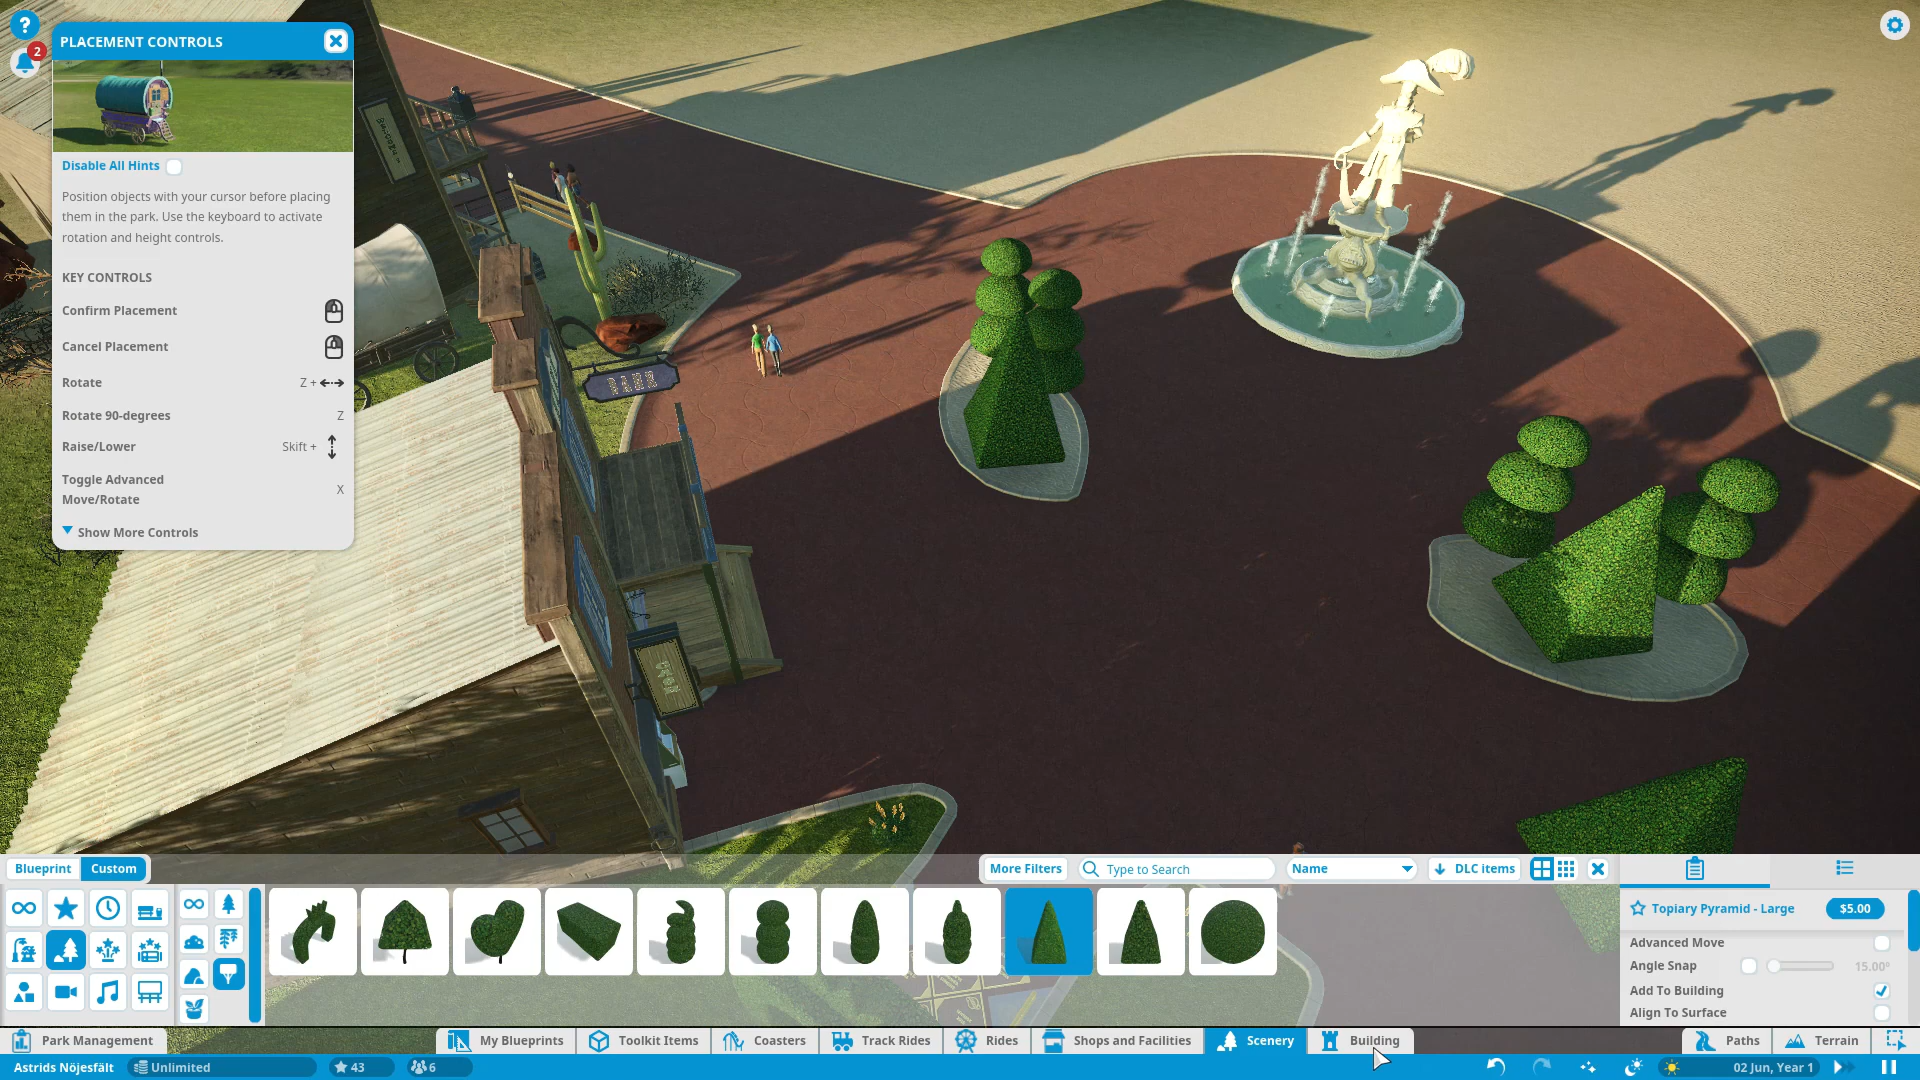 ?
2
PLACEMENT CONTROLS
Disable All Hints
Position objects with your cursor before placing
them in the park. Use the keyboard to activate
rotation and height controls.
KEY CONTROLS
Confirm Placement
Cancel Placement
Rotate Z +
Rotate 90-degrees Z
Raise/Lower Skift +
Toggle Advanced
Move/Rotate X
Show More Controls
BANK
Blueprint Custom
More Filters Type to Search Name DLC items
Topiary Pyramid - Large $5.00
Advanced Move
Angle Snap 15.00°
Add To Building
Align To Surface
Park Management My Blueprints Toolkit Items Coasters Track Rides Rides Shops and Facilities Scenery Building Paths Terrain
Astrids Nöjesfält Unlimited 43 6 02 Jun, Year 1